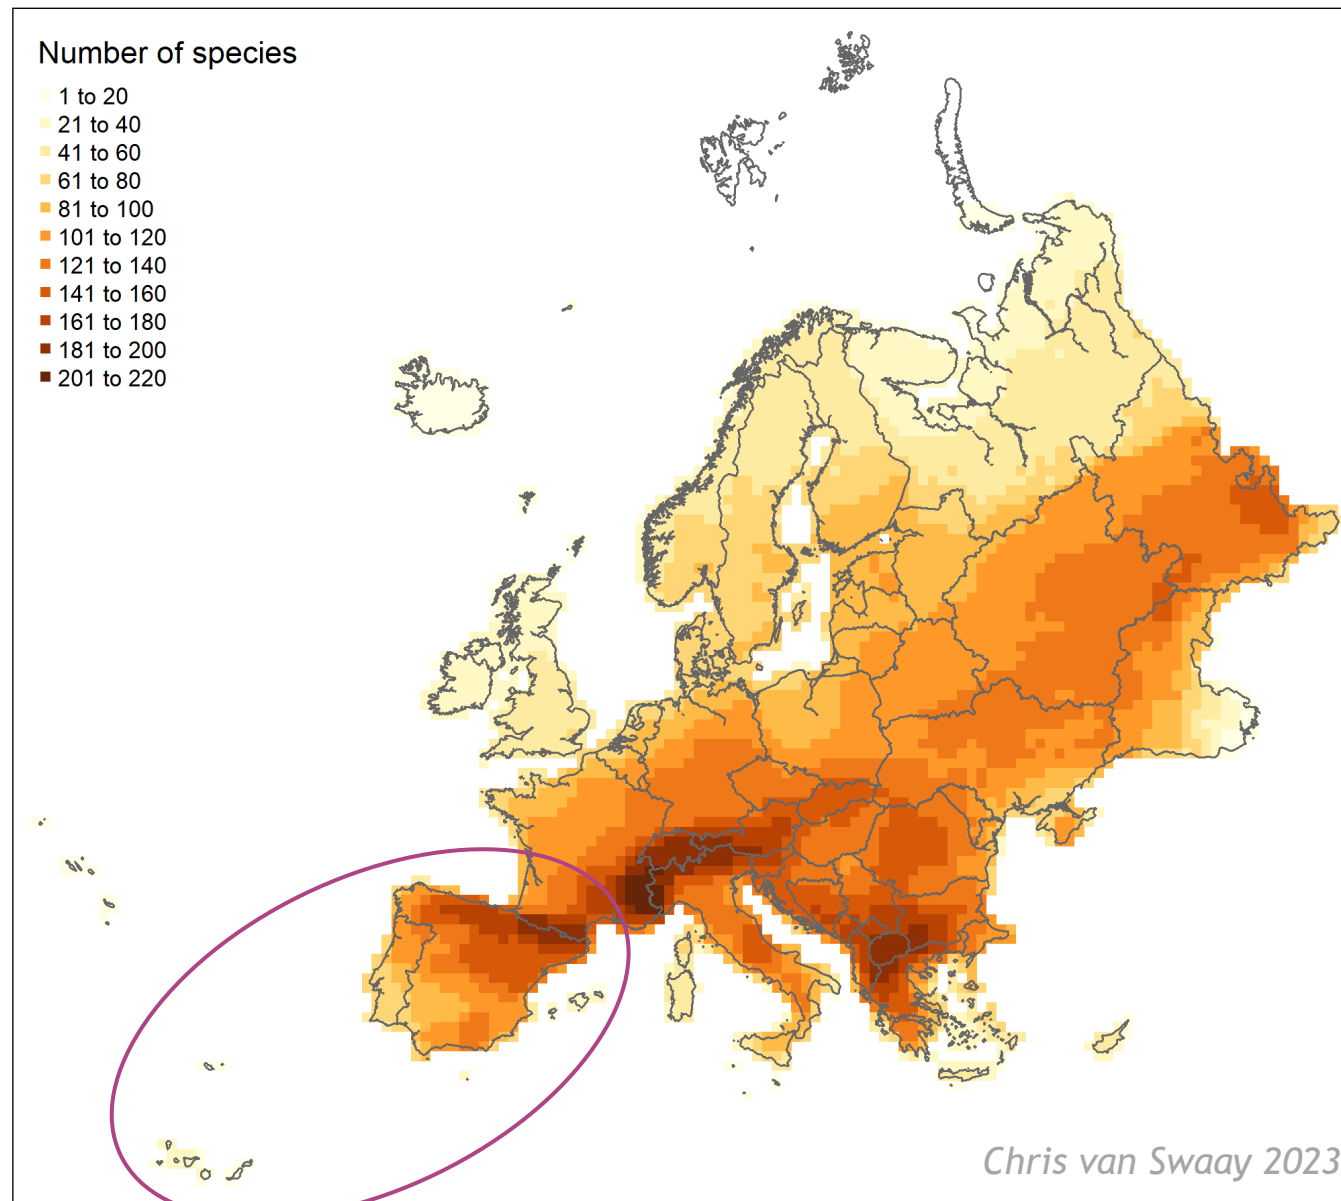 Number of species
1 to 20
21 to 40
41 to 60
61 to 80
81 to 100
101 to 120
121 to 140
141 to 160
161 to 180
181 to 200
201 to 220
Chris van Swaay 2023